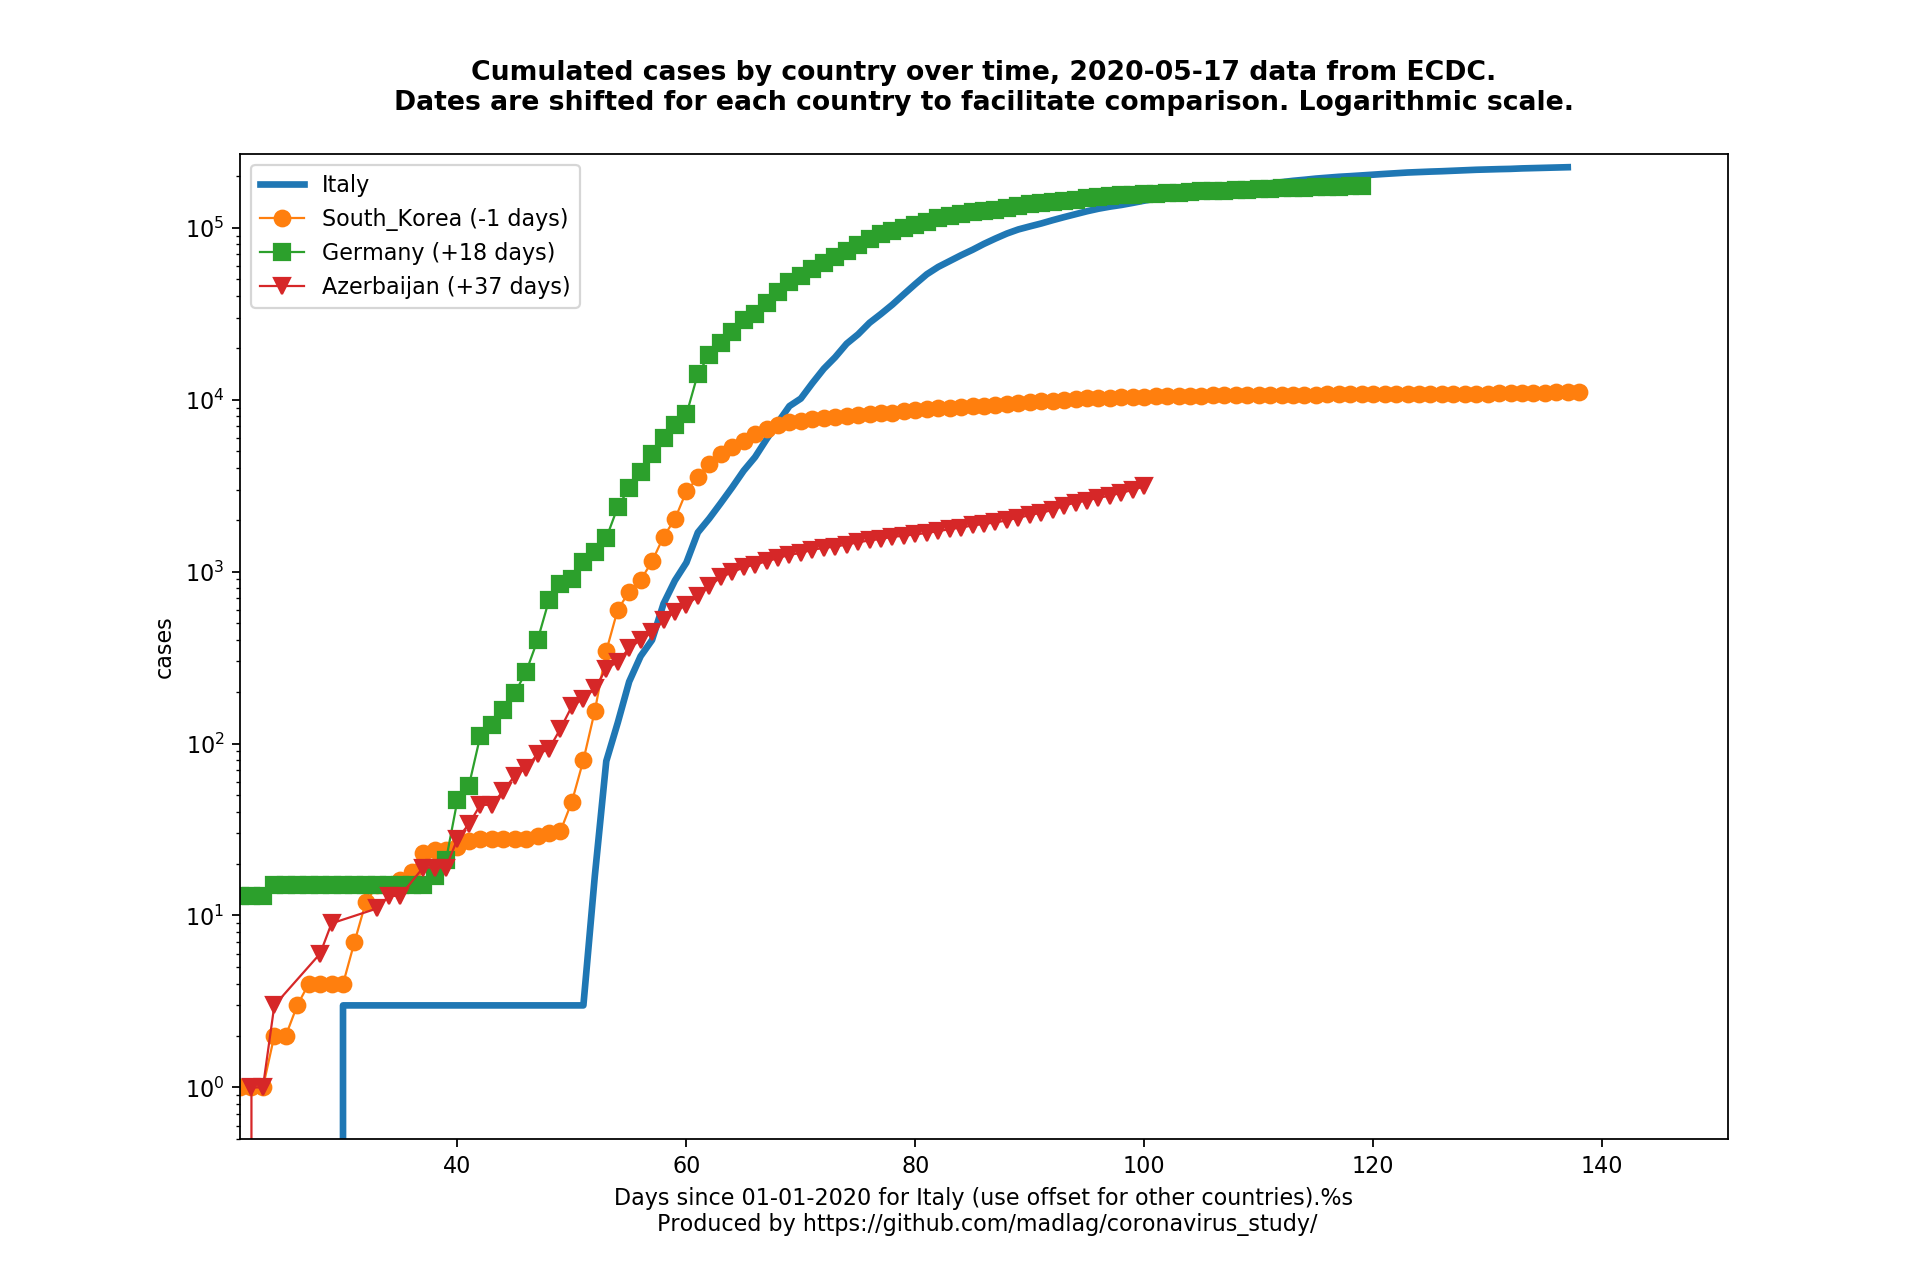 Cumulated cases by country over time, 2020-05-17 data from ECDC.
Dates are shifted for each country to facilitate comparison. Logarithmic scale.
Italy
South_Korea (-1 days)
Germany (+18 days)
Azerbaijan (+37 days)
10^5
10^4
10^3
10^2
10^1
10^0
cases
40 60 80 100 120 140
Days since 01-01-2020 for Italy (use offset for other countries).%s
Produced by https://github.com/madlag/coronavirus_study/